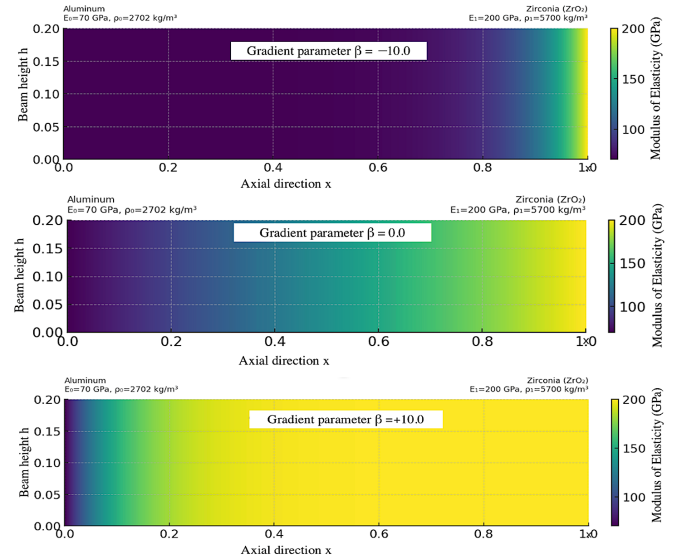 Aluminum Zirconia (ZrO₂)
E₀=70 GPa, ρ₀=2702 kg/m³ E₁=200 GPa, ρ₁=5700 kg/m³
Gradient parameter β = −10.0
0.20
0.15
0.10
0.05
0.00
Beam height h
0.0 0.2 0.4 0.6 0.8 1.0
x
Axial direction x
200
150
100
Modulus of Elasticity (GPa)
Aluminum Zirconia (ZrO₂)
E₀=70 GPa, ρ₀=2702 kg/m³ E₁=200 GPa, ρ₁=5700 kg/m³
Gradient parameter β = 0.0
0.20
0.15
0.10
0.05
0.00
Beam height h
0.0 0.2 0.4 0.6 0.8 1.0
x
Axial direction x
200
150
100
Modulus of Elasticity (GPa)
Aluminum Zirconia (ZrO₂)
E₀=70 GPa, ρ₀=2702 kg/m³ E₁=200 GPa, ρ₁=5700 kg/m³
Gradient parameter β =+10.0
0.20
0.15
0.10
0.05
0.00
Beam height h
0.0 0.2 0.4 0.6 0.8 1.0
x
Axial direction x
200
150
100
Modulus of Elasticity (GPa)